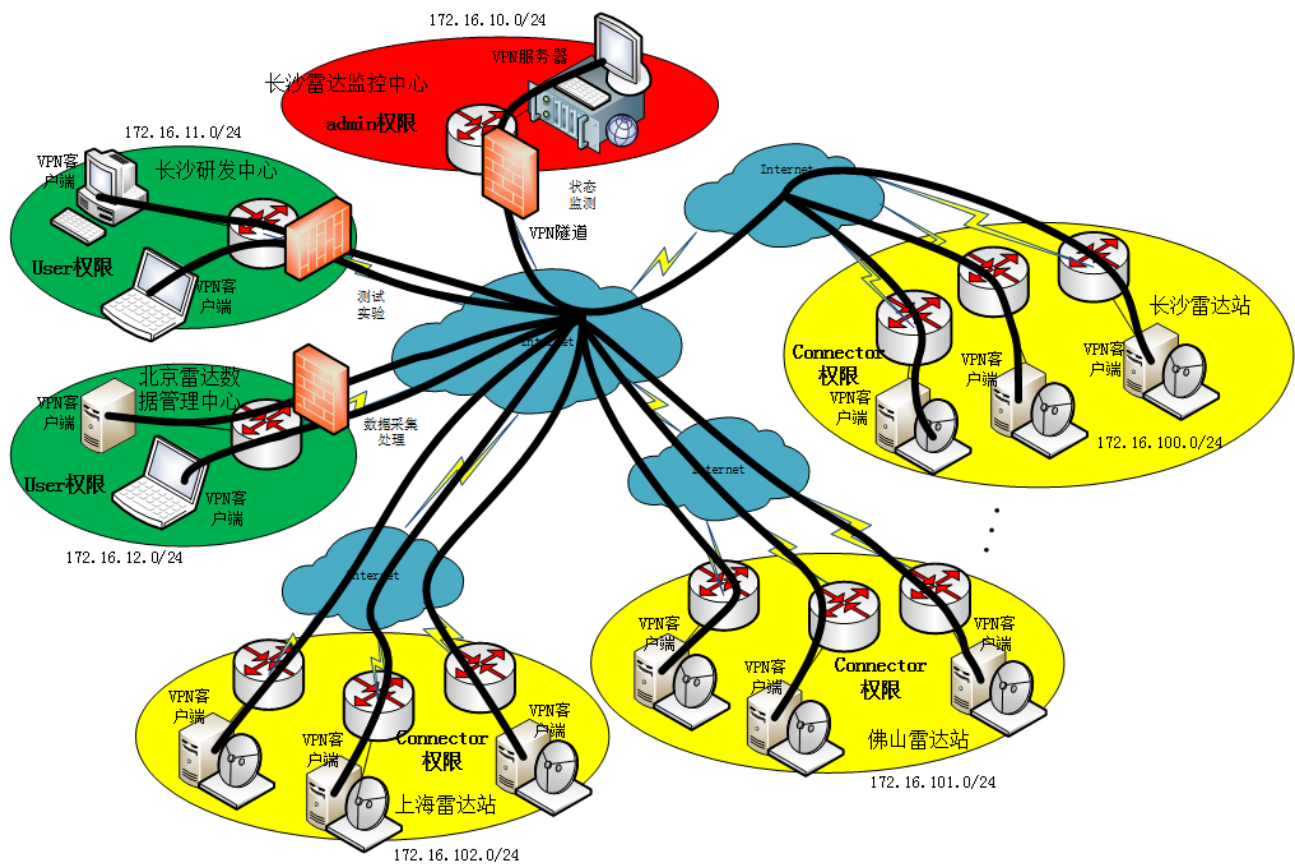 172.16.10.0/24
VPN服务器
长沙雷达监控中心
admin权限
172.16.11.0/24
VPN客
户端
长沙研发中心
User权限
VPN客
户端
状态
监测
VPN隧道
测试
实验
Internet
Internet
长沙雷达站
Connector
权限
VPN客
户端
VPN客
户端
VPN客
户端
172.16.100.0/24
北京雷达数
据管理中心
VPN客
户端
User权限
VPN客
户端
数据采集
处理
172.16.12.0/24
Internet
Internet
VPN客
户端
VPN客
户端
VPN客
户端
Connector
权限
佛山雷达站
172.16.101.0/24
VPN客
户端
VPN客
户端
VPN客
户端
Connector
权限
上海雷达站
172.16.102.0/24